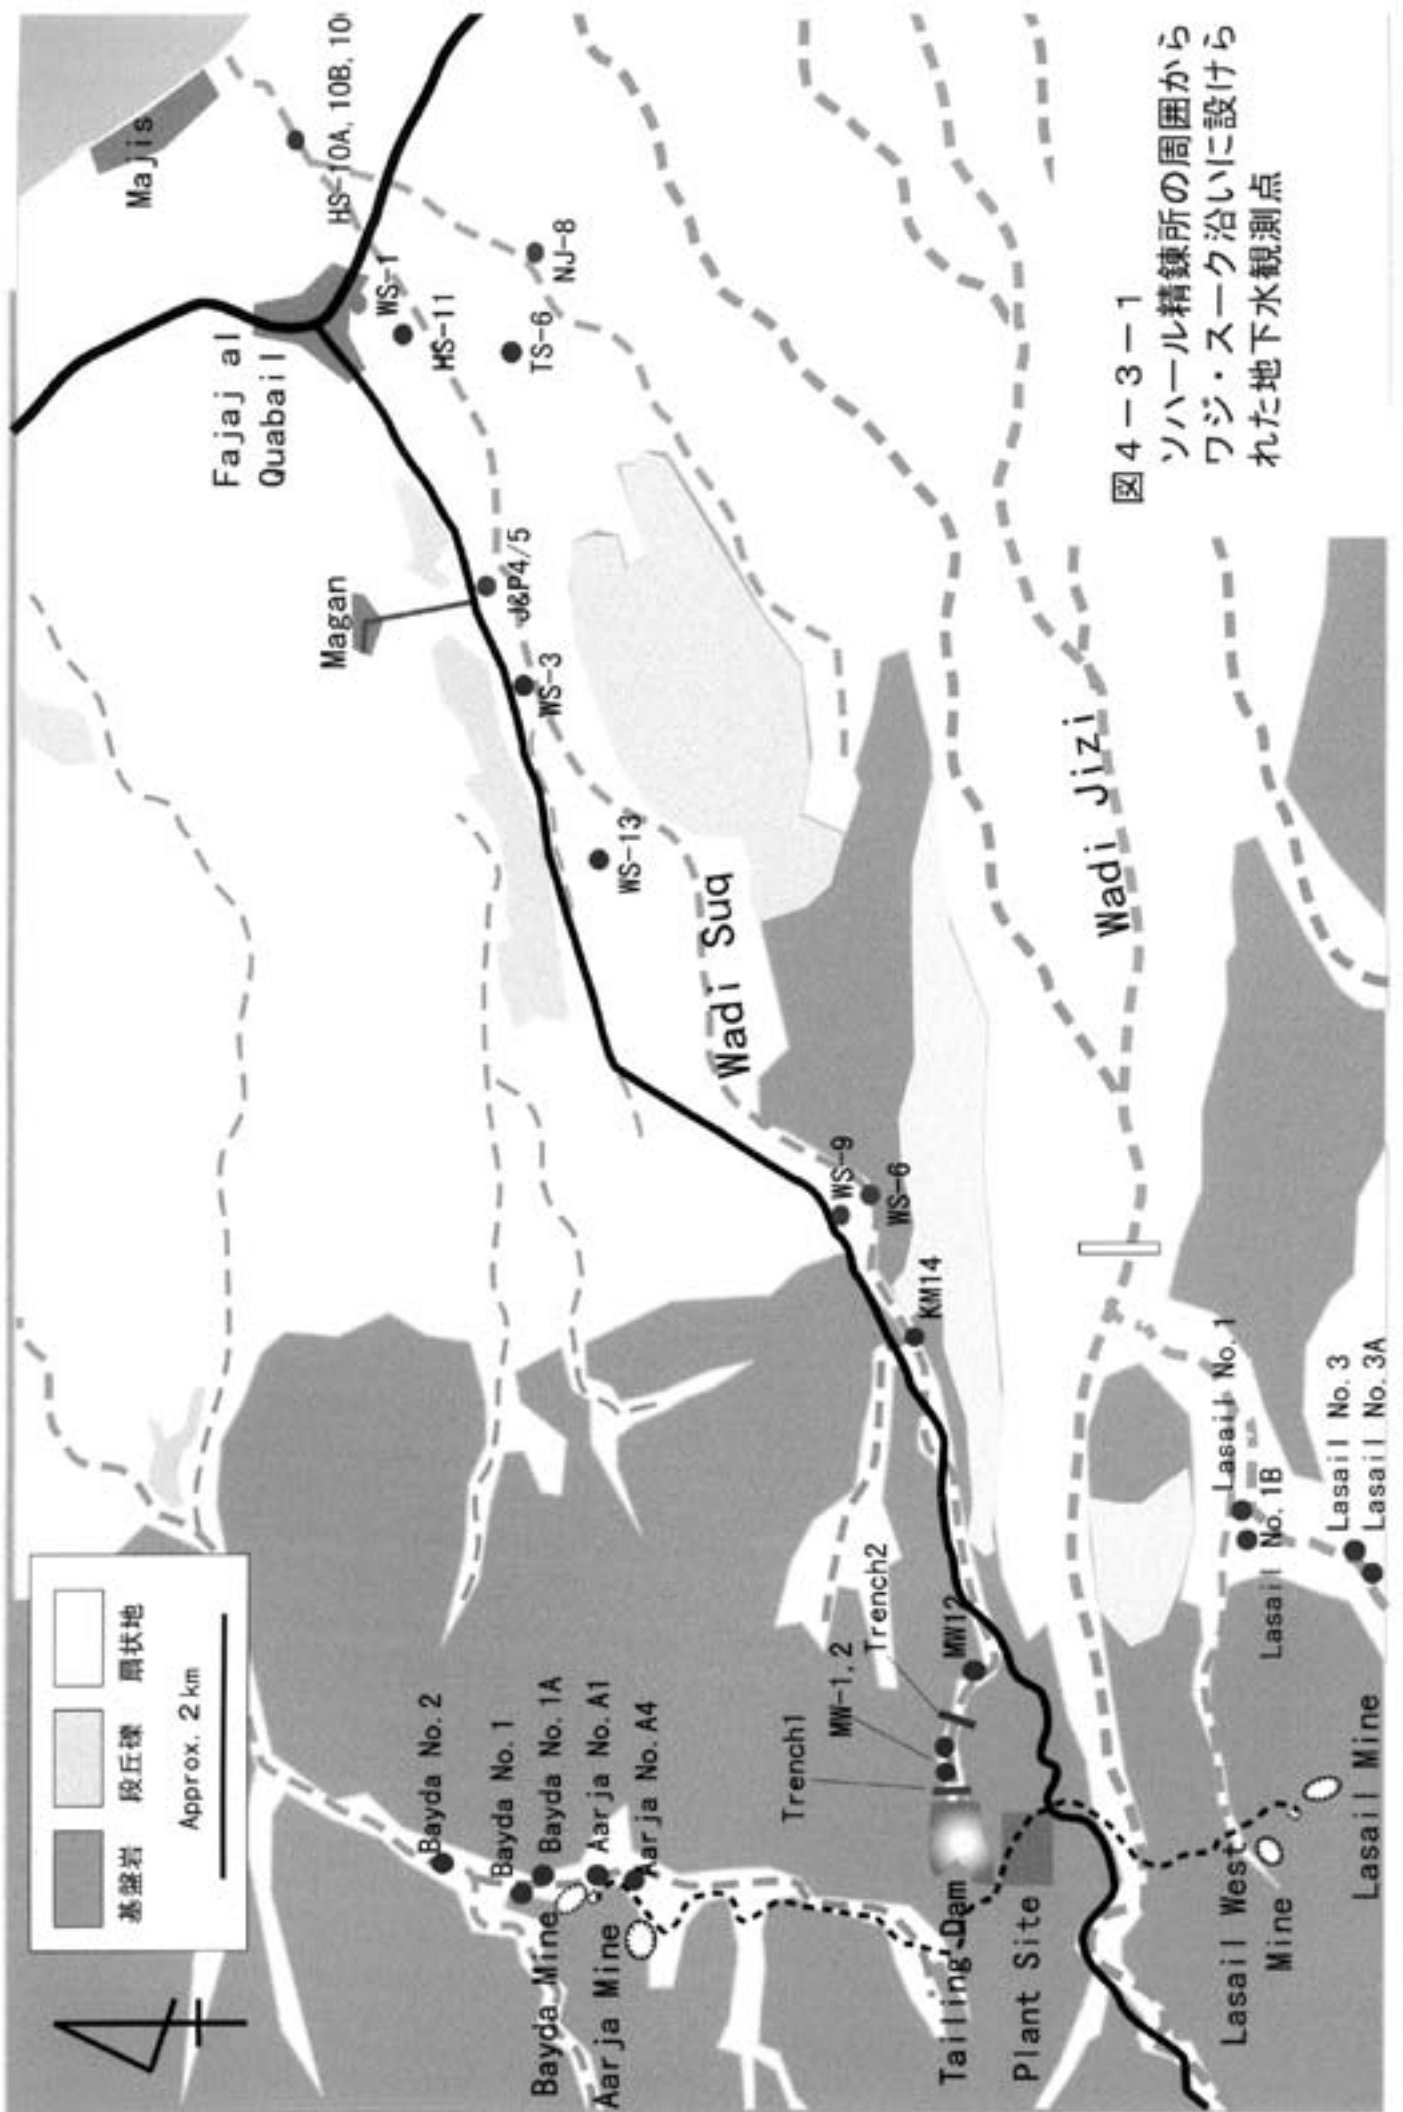 基盤岩
段丘礫
扇状地
Approx. 2km
Majis
HS-10A, 10B, 10
Fajaj al
Quabail
WS-1
HS-11
NJ-8
TS-6
Magan
J&P4/5
WS-3
WS-13
Wadi Suq
WS-9
WS-6
KM14
Wadi Jizi
Bayda No.2
Bayda No.1
Bayda No.1A
Aarja No.A1
Aarja No.A4
Bayda Mine
Aarja Mine
Trench1
MW-1,2
Trench2
MW12
Tailing Dam
Plant Site
Lasail No.1
Lasail No.1B
Lasail No.3
Lasail No.3A
Lasail West
Mine
Lasail Mine
図4-3-1
ソハール精錬所の周囲から
ワジ・スーク沿いに設けら
れた地下水観測点